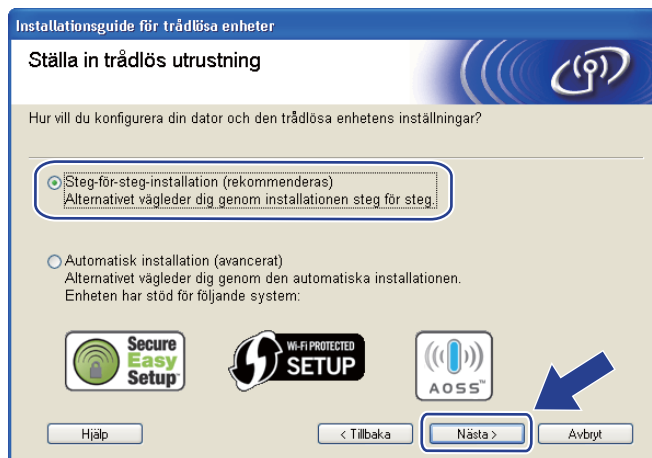 Installationsguide för trådlösa enheter
Ställa in trådlös utrustning
Hur vill du konfigurera din dator och den trådlösa enhetens inställningar?
Steg-för-steg-installation (rekommenderas)
Alternativet vägleder dig genom installationen steg för steg.
Automatisk installation (avancerat)
Alternativet vägleder dig genom den automatiska installationen.
Enheten har stöd för följande system:
Secure
Easy
Setup™
WI-FI PROTECTED
SETUP
AOSS™
Hjälp
< Tillbaka
Nästa >
Avbryt